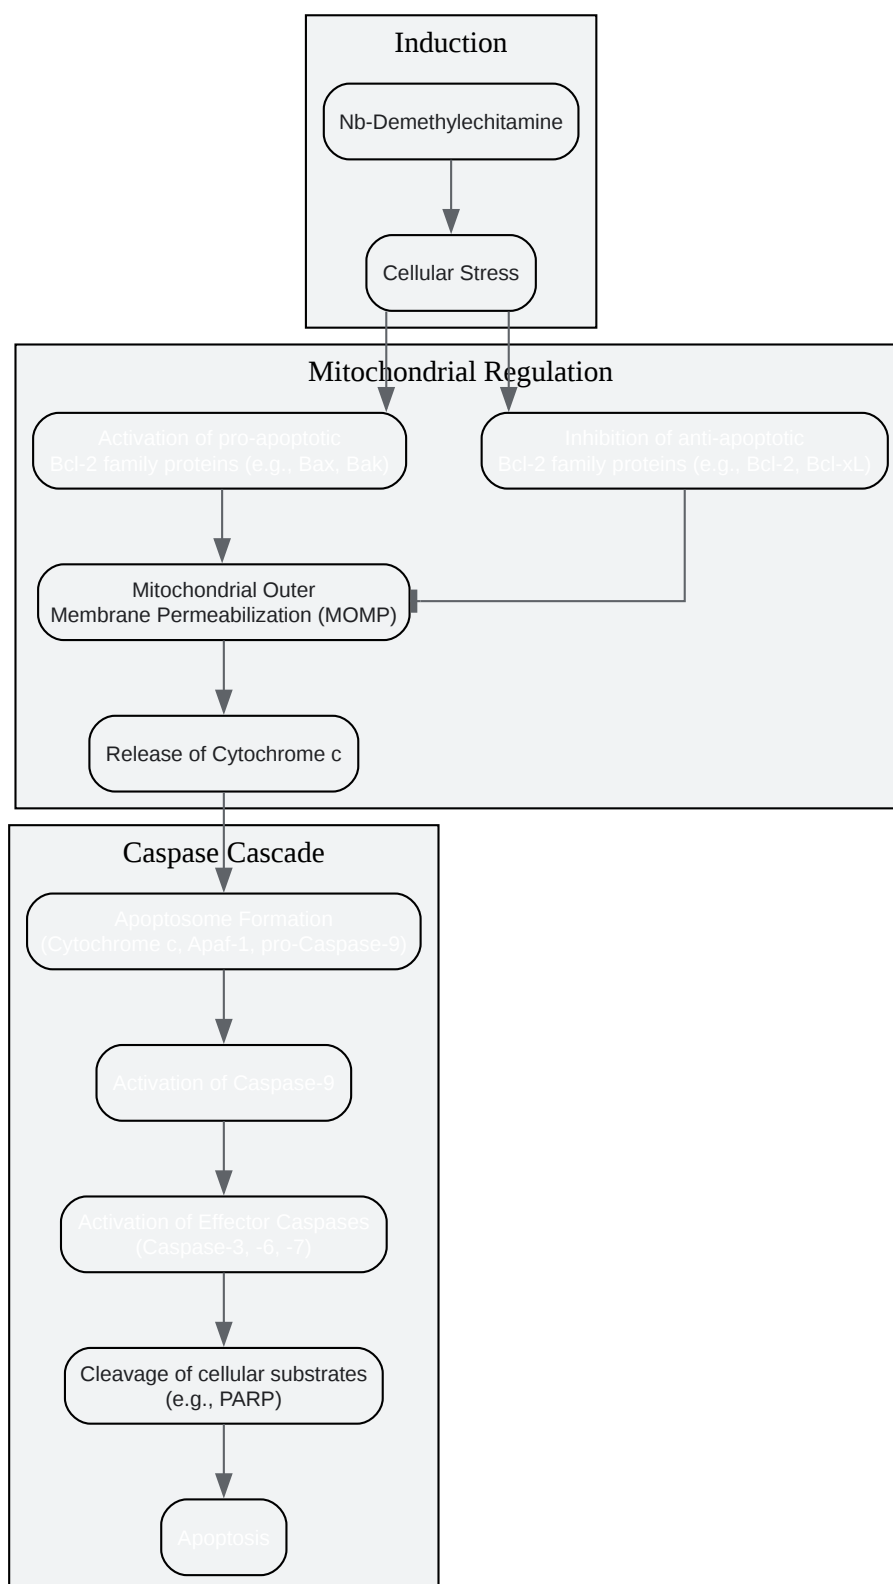 Induction
Nb-Demethylechitamine
Cellular Stress
Mitochondrial Regulation
Activation of pro-apoptotic
Bcl-2 family proteins (e.g., Bax, Bak)
Inhibition of anti-apoptotic
Bcl-2 family proteins (e.g., Bcl-2, Bcl-xL)
Mitochondrial Outer
Membrane Permeabilization (MOMP)
Release of Cytochrome c
Caspase Cascade
Apoptosome Formation
(Cytochrome c, Apaf-1, pro-Caspase-9)
Activation of Caspase-9
Activation of Effector Caspases
(Caspase-3, -6, -7)
Cleavage of cellular substrates
(e.g., PARP)
Apoptosis